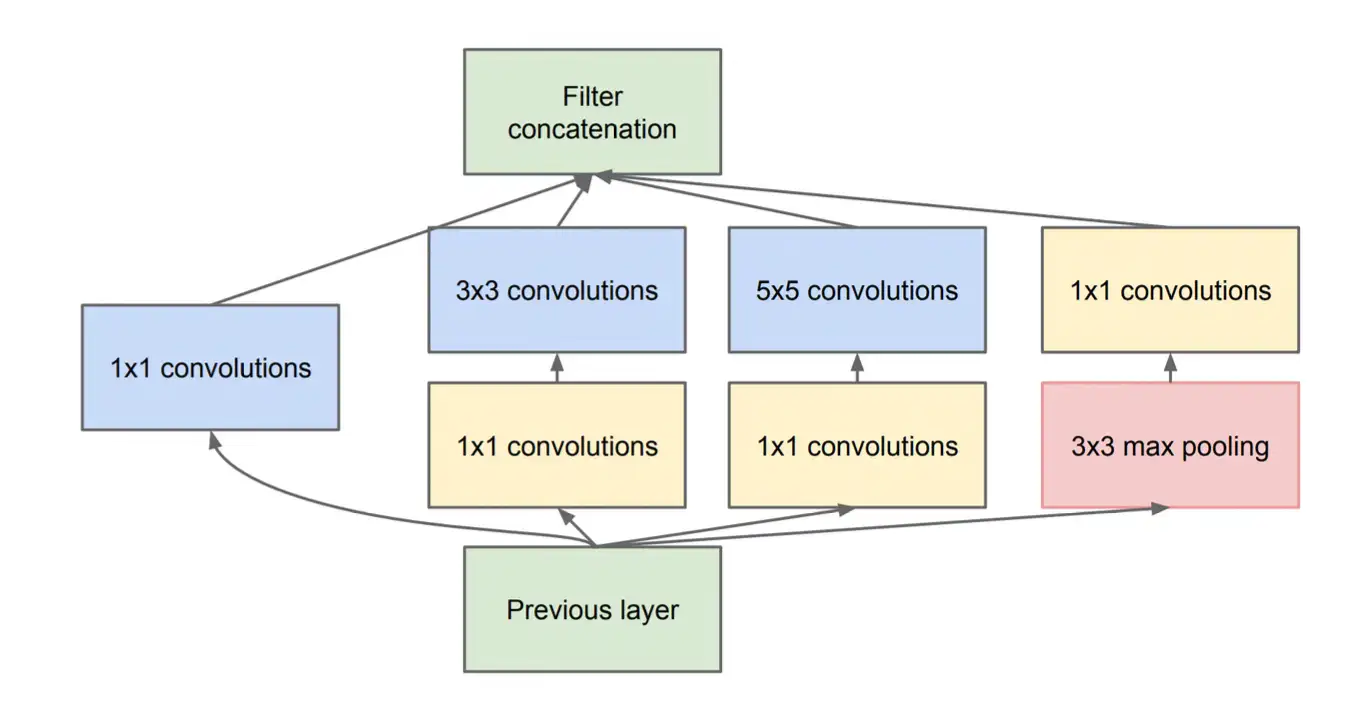 Filter
concatenation
3x3 convolutions
5x5 convolutions
1x1 convolutions
1x1 convolutions
1x1 convolutions
1x1 convolutions
3x3 max pooling
Previous layer